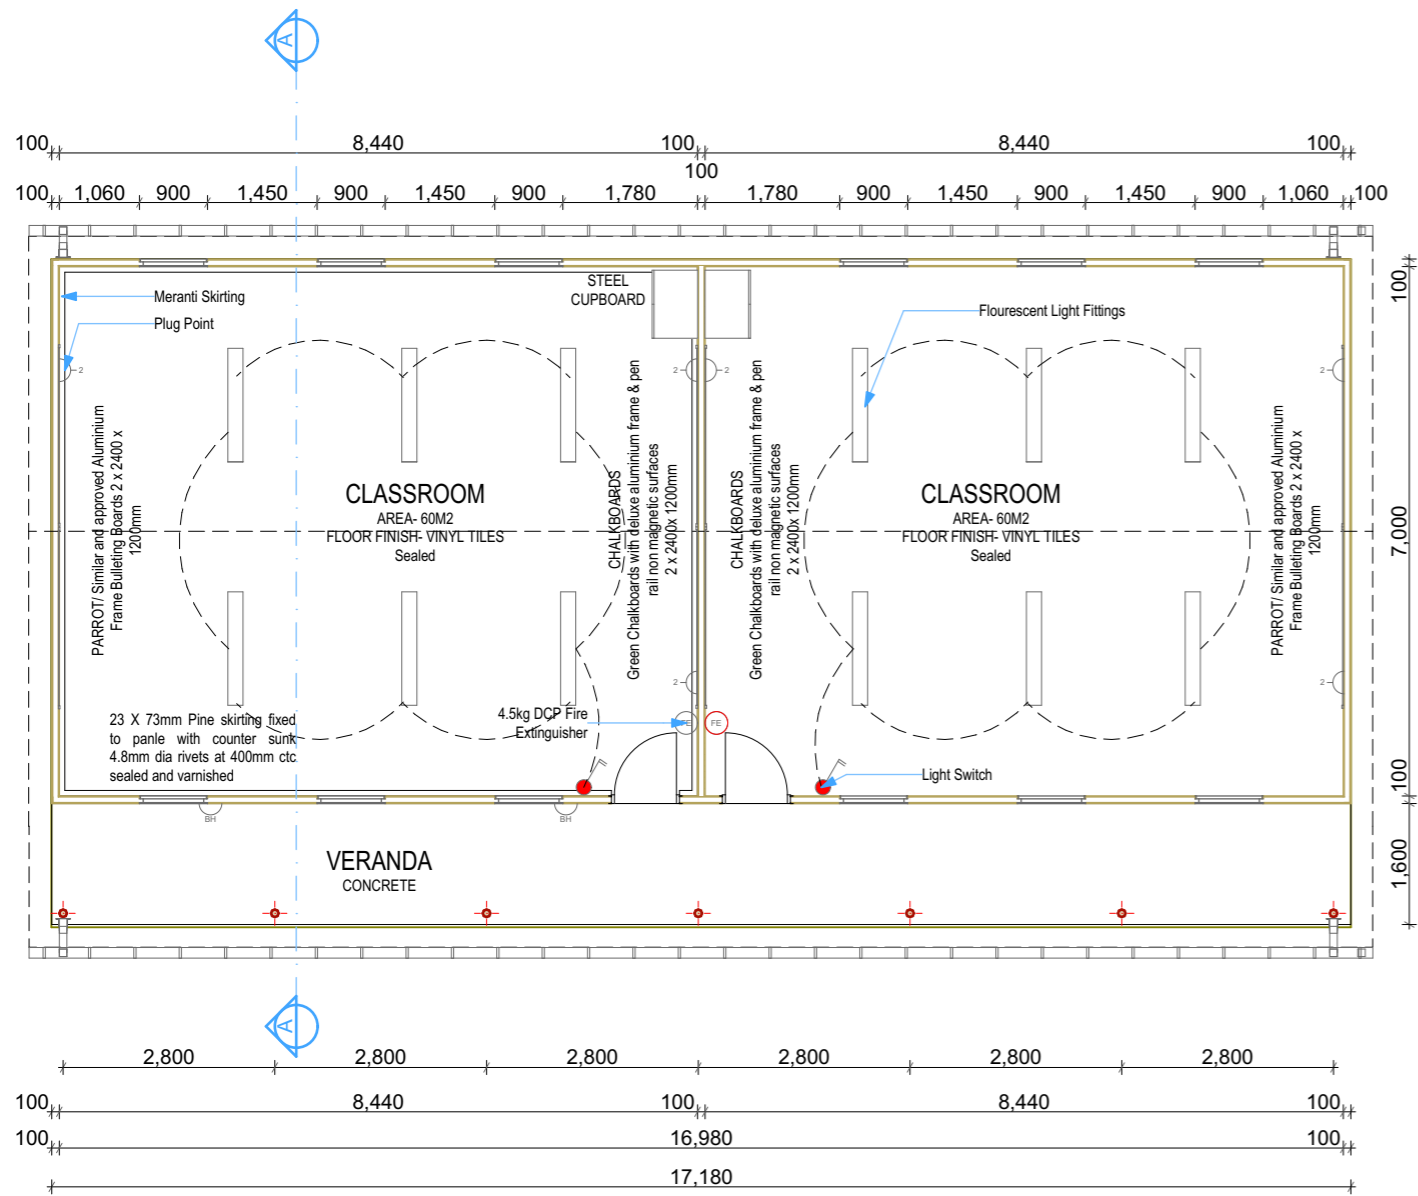 A
100 8,440 100 8,440 100
100
100 1,060 900 1,450 900 1,450 900 1,780 1,780 900 1,450 900 1,450 900 1,060 100
STEEL
CUPBOARD
Meranti Skirting
Plug Point
Flourescent Light Fittings
100
2
2
2
2
PARROT/ Similar and approved Aluminium
Frame Bulleting Boards 2 x 2400 x
1200mm
CLASSROOM
AREA- 60M2
FLOOR FINISH- VINYL TILES
Sealed
CHALKBOARDS
Green Chalkboards with deluxe aluminium frame & pen
rail non magnetic surfaces
2 x 2400x 1200mm
CHALKBOARDS
Green Chalkboards with deluxe aluminium frame & pen
rail non magnetic surfaces
2 x 2400x 1200mm
CLASSROOM
AREA- 60M2
FLOOR FINISH- VINYL TILES
Sealed
PARROT/ Similar and approved Aluminium
Frame Bulleting Boards 2 x 2400 x
1200mm
7,000
2
2
23 X 73mm Pine skirting fixed
to panle with counter sunk
4.8mm dia rivets at 400mm ctc
sealed and varnished
4.5kg DCP Fire
Extinguisher
FE
FE
Light Switch
100
BH
BH
VERANDA
CONCRETE
1,600
A
2,800 2,800 2,800 2,800 2,800 2,800
100 8,440 100 8,440 100
100 16,980 100
17,180